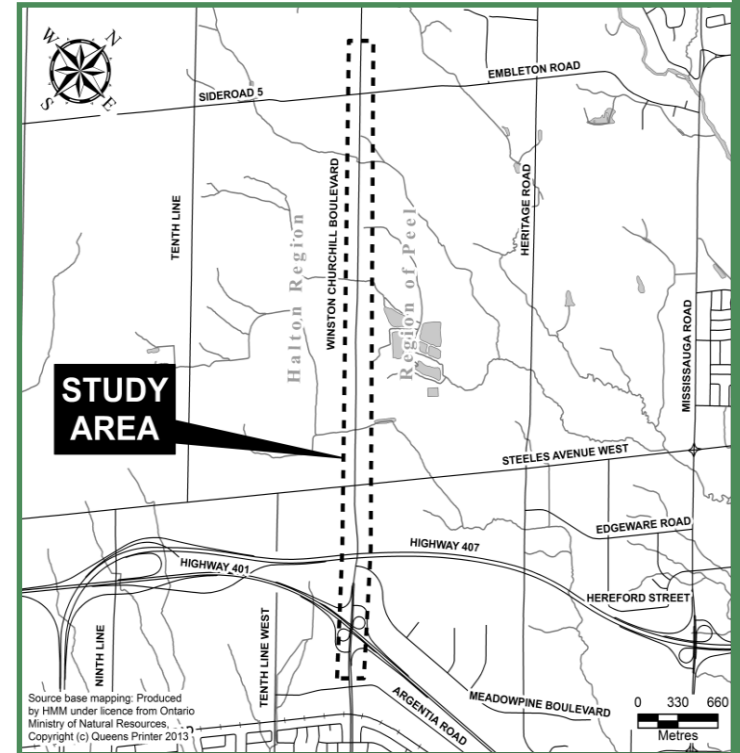 W
N
S
E
SIDEROAD 5
EMBLETON ROAD
TENTH LINE
Halton Region
WINSTON CHURCHILL BOULEVARD
Region of Peel
HERITAGE ROAD
MISSISSAUGA ROAD
STUDY
AREA
STEELES AVENUE WEST
EDGEWARE ROAD
HIGHWAY 407
HIGHWAY 401
HEREFORD STREET
NINTH LINE
TENTH LINE WEST
ARGENTIA ROAD
MEADOWPINE BOULEVARD
Source base mapping: Produced
by HMM under licence from Ontario
Ministry of Natural Resources,
Copyright (c) Queens Printer 2013
0 330 660
Metres